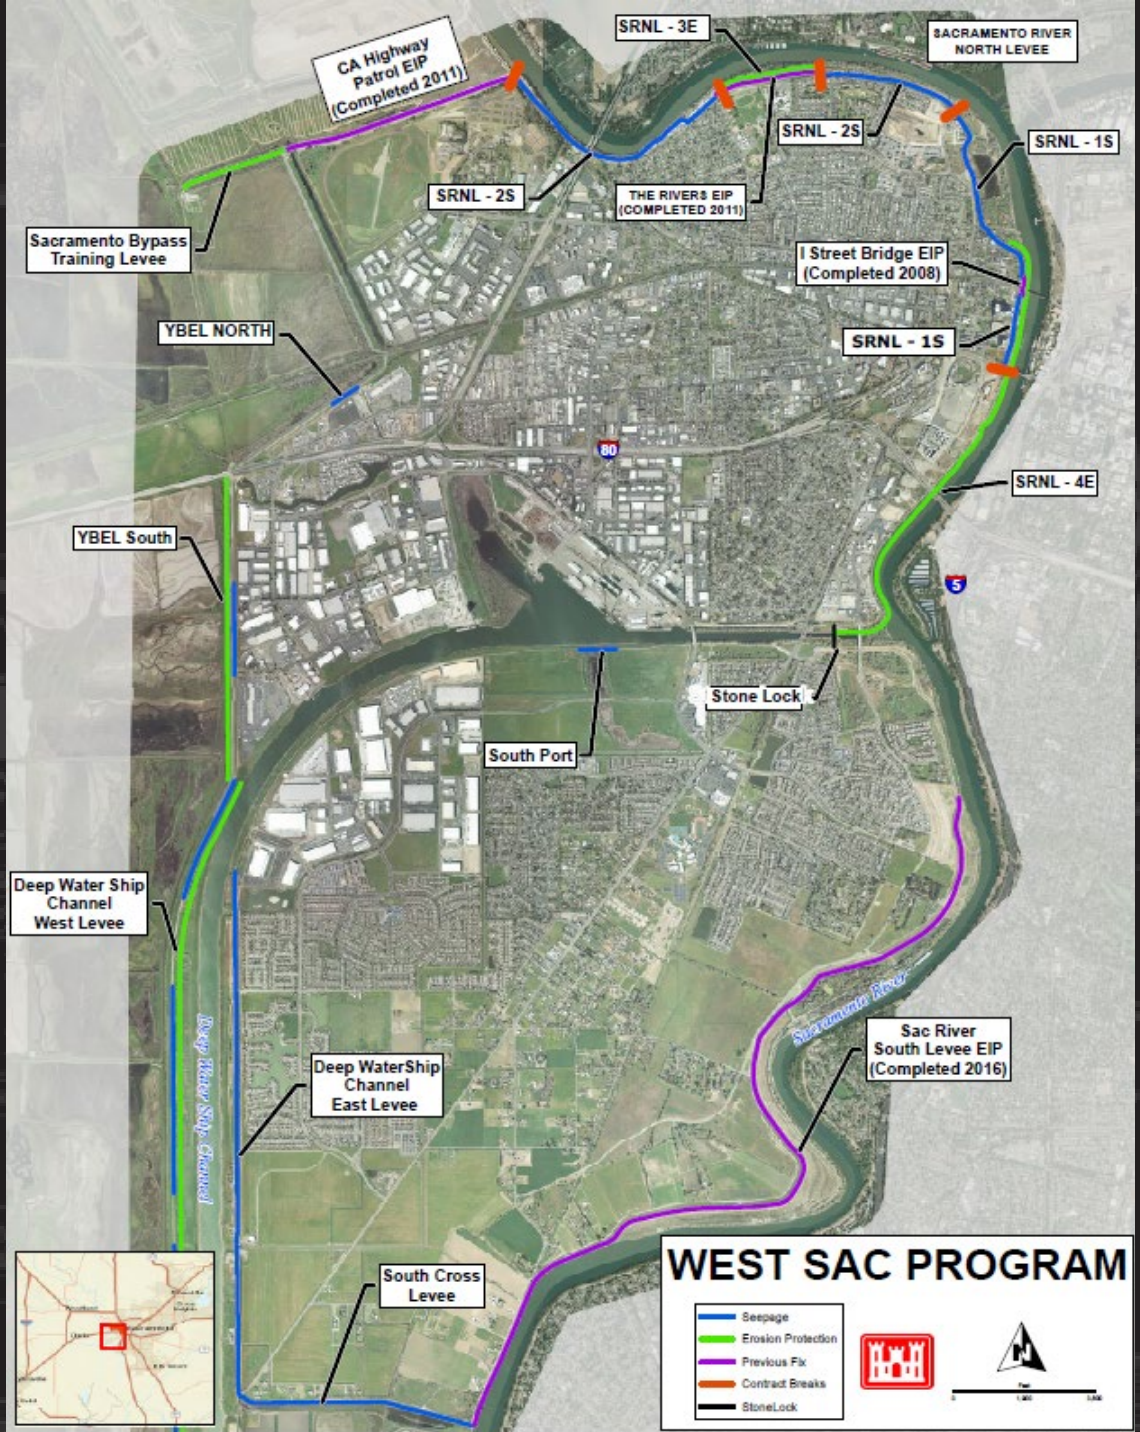 SRNL - 3E
SACRAMENTO RIVER
NORTH LEVEE
CA Highway
Patrol EIP
(Completed 2011)
SRNL - 2S
SRNL - 1S
SRNL - 2S
THE RIVERS EIP
(COMPLETED 2011)
Sacramento Bypass
Training Levee
I Street Bridge EIP
(Completed 2008)
YBEL NORTH
SRNL - 1S
80
SRNL - 4E
YBEL South
5
Stone Lock
South Port
Deep Water Ship
Channel
West Levee
Sacramento River
Sac River
South Levee EIP
(Completed 2016)
Deep Water Ship Channel
Deep WaterShip
Channel
East Levee
South Cross
Levee
WEST SAC PROGRAM
Seepage
Erosion Protection
Previous Fix
Contract Breaks
StoneLock
N
Feet
0